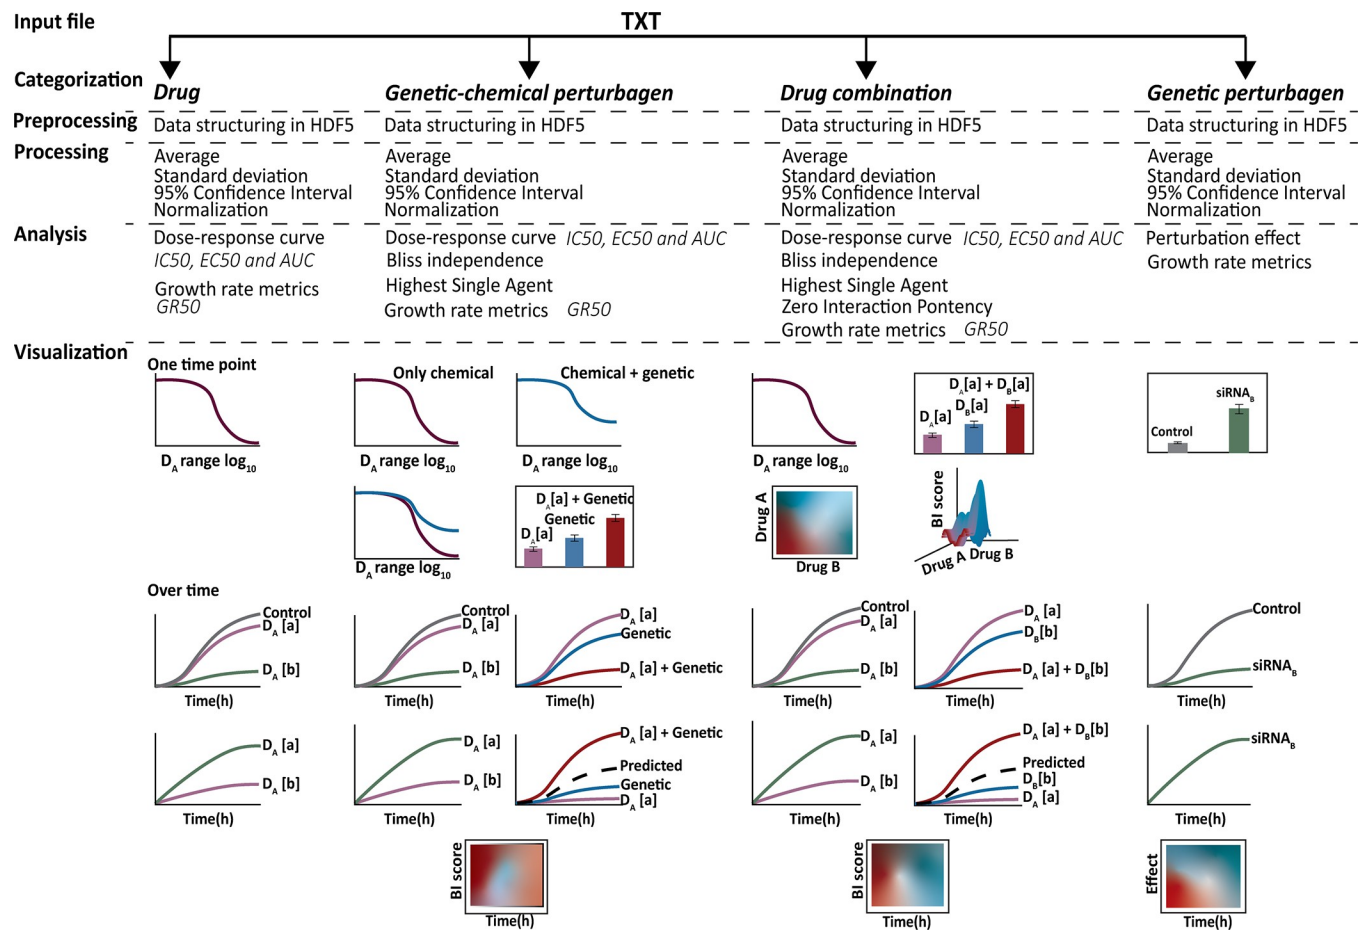 Input file
TXT
Categorization
Drug
Genetic-chemical perturbagen
Drug combination
Genetic perturbagen
Preprocessing
Data structuring in HDF5
Data structuring in HDF5
Data structuring in HDF5
Data structuring in HDF5
Processing
Average
Standard deviation
95% Confidence Interval
Normalization
Average
Standard deviation
95% Confidence Interval
Normalization
Average
Standard deviation
95% Confidence Interval
Normalization
Average
Standard deviation
95% Confidence Interval
Normalization
Analysis
Dose-response curve
IC50, EC50 and AUC
Growth rate metrics
GR50
Dose-response curve IC50, EC50 and AUC
Bliss independence
Highest Single Agent
Growth rate metrics GR50
Dose-response curve IC50, EC50 and AUC
Bliss independence
Highest Single Agent
Zero Interaction Pontency
Growth rate metrics GR50
Perturbation effect
Growth rate metrics
Visualization
One time point
D_A range log_10
Only chemical
D_A range log_10
Chemical + genetic
D_A range log_10
D_A range log_10
D_A[a] + D_B[a]
D_B[a]
D_A[a]
siRNA_B
Control
D_A range log_10
D_A[a] + Genetic
Genetic
D_A[a]
Drug A
Drug B
BI score
Drug A
Drug B
Over time
Control
D_A [a]
D_A [b]
Time(h)
Control
D_A [a]
D_A [b]
Time(h)
D_A [a]
Genetic
D_A [a] + Genetic
Time(h)
Control
D_A [a]
D_A [b]
Time(h)
D_A [a]
D_B[b]
D_A [a] + D_B[b]
Time(h)
Control
siRNA_B
Time(h)
D_A [a]
D_A [b]
Time(h)
D_A [a]
D_A [b]
Time(h)
D_A [a] + Genetic
Predicted
Genetic
D_A [a]
Time(h)
D_A [a]
D_A [b]
Time(h)
D_A [a] + D_B[b]
Predicted
D_B[b]
D_A [a]
Time(h)
siRNA_B
Time(h)
BI score
Time(h)
BI score
Time(h)
Effect
Time(h)